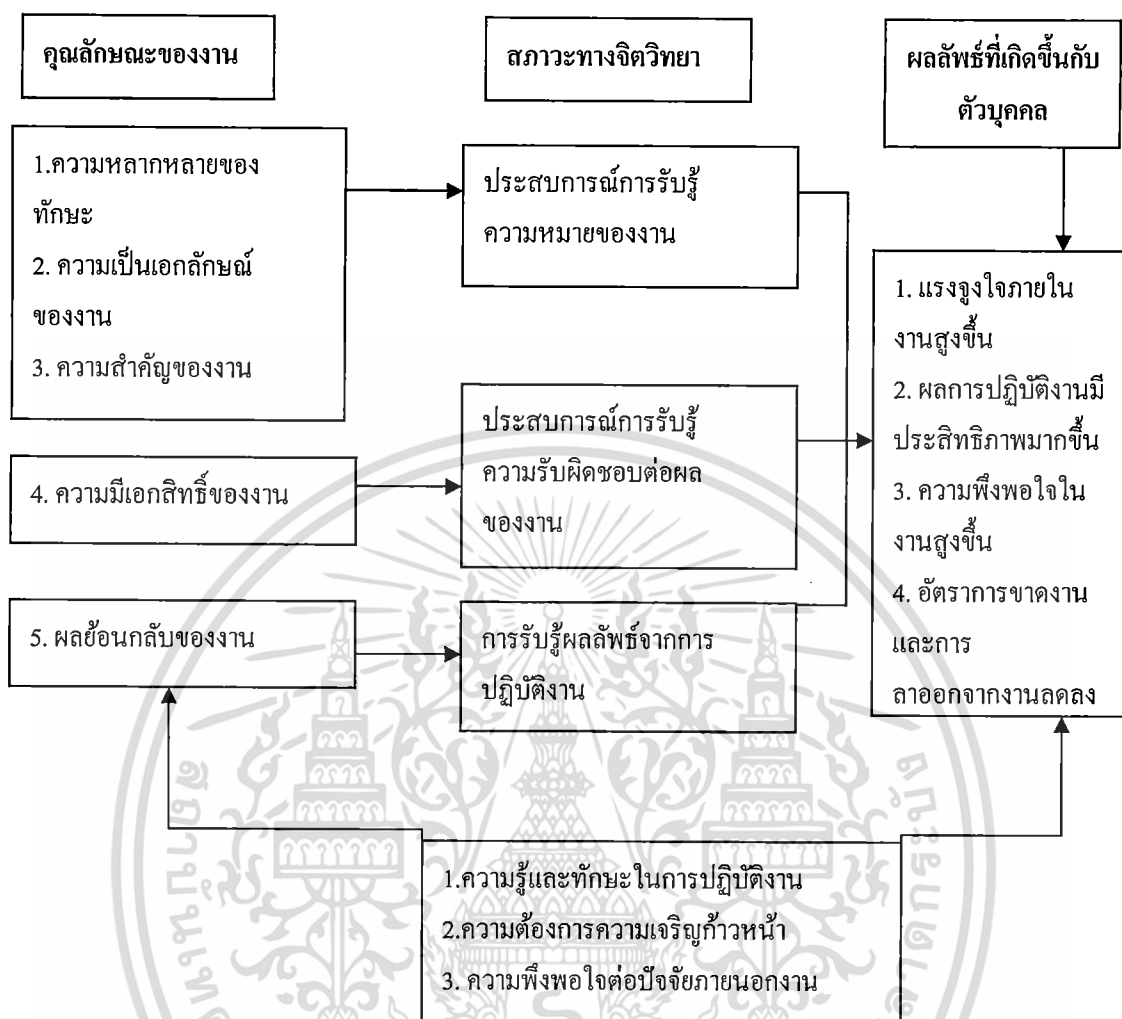 คุณลักษณะของงาน
สภาวะทางจิตวิทยา
ผลลัพธ์ที่เกิดขึ้นกับ
ตัวบุคคล
1.ความหลากหลายของ
ทักษะ
2. ความเป็นเอกลักษณ์
ของงาน
3. ความสำคัญของงาน
4. ความมีเอกสิทธิ์ของงาน
5. ผลย้อนกลับของงาน
ประสบการณ์การรับรู้
ความหมายของงาน
ประสบการณ์การรับรู้
ความรับผิดชอบต่อผล
ของงาน
การรับรู้ผลลัพธ์จากการ
ปฏิบัติงาน
1. แรงจูงใจภายใน
งานสูงขึ้น
2. ผลการปฏิบัติงานมี
ประสิทธิภาพมากขึ้น
3. ความพึงพอใจใน
งานสูงขึ้น
4. อัตราการขาดงาน
และการ
ลาออกจากงานลดลง
1.ความรู้และทักษะในการปฏิบัติงาน
2.ความต้องการความเจริญก้าวหน้า
3. ความพึงพอใจต่อปัจจัยภายนอกงาน